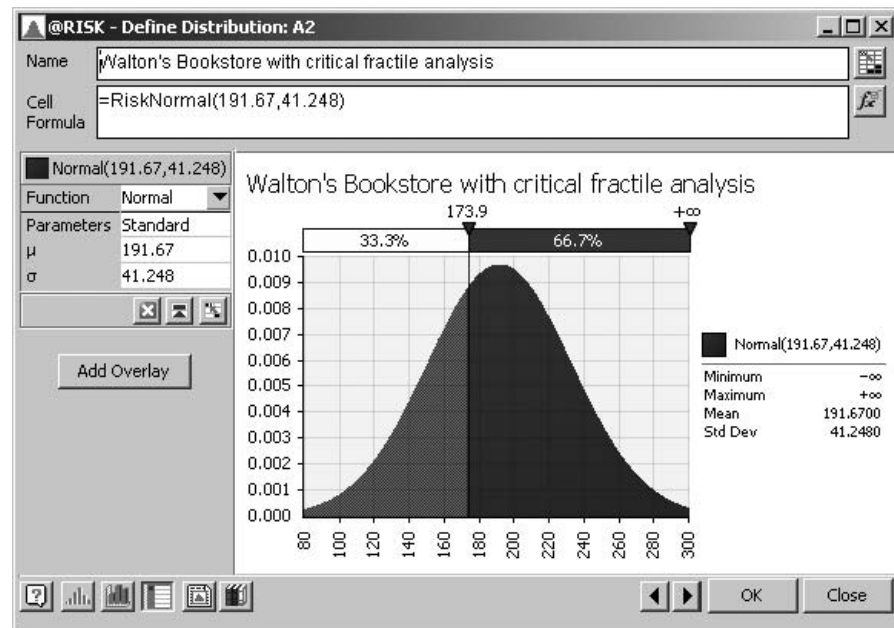 @RISK - Define Distribution: A2
Name
Walton's Bookstore with critical fractile analysis
Cell Formula
=RiskNormal(191.67,41.248)
Normal(191.67,41.248)
Function Normal
Parameters Standard
μ 191.67
σ 41.248
Add Overlay
Walton's Bookstore with critical fractile analysis
173.9 +∞
33.3% 66.7%
0.010
0.009
0.008
0.007
0.006
0.005
0.004
0.003
0.002
0.001
0.000
80 100 120 140 160 180 200 220 240 260 280 300
Normal(191.67,41.248)
Minimum -∞
Maximum +∞
Mean 191.6700
Std Dev 41.2480
OK
Close